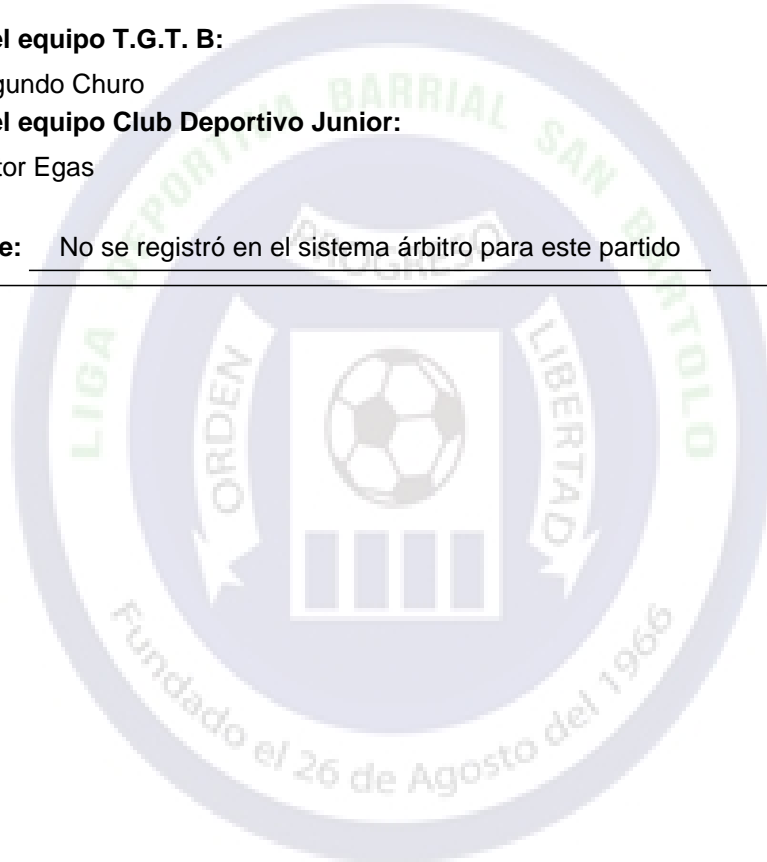 el equipo T.G.T. B:
gundo Churo
el equipo Club Deportivo Junior:
tor Egas
e: No se registró en el sistema árbitro para este partido
LIGA DEPORTIVA BARRIAL SAN BARTOLO
PROGRESO
ORDEN
LIBERTAD
Fundado el 26 de Agosto del 1966